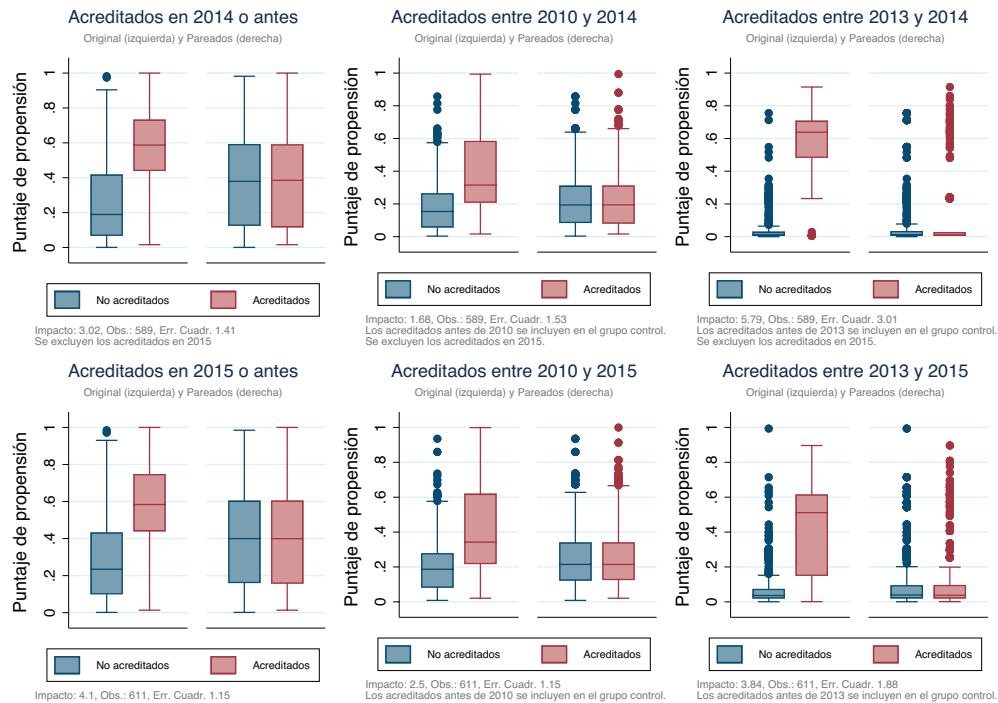 Acreditados en 2014 o antes
Original (izquierda) y Pareados (derecha)
Puntaje de propensión
1
.8
.6
.4
.2
0
No acreditados
Acreditados
Impacto: 3.02, Obs.: 589, Err. Cuadr. 1.41
Se excluyen los acreditados en 2015
Acreditados entre 2010 y 2014
Original (izquierda) y Pareados (derecha)
Puntaje de propensión
1
.8
.6
.4
.2
0
No acreditados
Acreditados
Impacto: 1.68, Obs.: 589, Err. Cuadr. 1.53
Los acreditados antes de 2010 se incluyen en el grupo control.
Se excluyen los acreditados en 2015.
Acreditados entre 2013 y 2014
Original (izquierda) y Pareados (derecha)
Puntaje de propensión
1
.8
.6
.4
.2
0
No acreditados
Acreditados
Impacto: 5.79, Obs.: 589, Err. Cuadr. 3.01
Los acreditados antes de 2013 se incluyen en el grupo control.
Se excluyen los acreditados en 2015.
Acreditados en 2015 o antes
Original (izquierda) y Pareados (derecha)
Puntaje de propensión
1
.8
.6
.4
.2
0
No acreditados
Acreditados
Impacto: 4.1, Obs.: 611, Err. Cuadr. 1.15
Acreditados entre 2010 y 2015
Original (izquierda) y Pareados (derecha)
Puntaje de propensión
1
.8
.6
.4
.2
0
No acreditados
Acreditados
Impacto: 2.5, Obs.: 611, Err. Cuadr. 1.15
Los acreditados antes de 2010 se incluyen en el grupo control.
Acreditados entre 2013 y 2015
Original (izquierda) y Pareados (derecha)
Puntaje de propensión
1
.8
.6
.4
.2
0
No acreditados
Acreditados
Impacto: 3.84, Obs.: 611, Err. Cuadr. 1.88
Los acreditados antes de 2013 se incluyen en el grupo control.